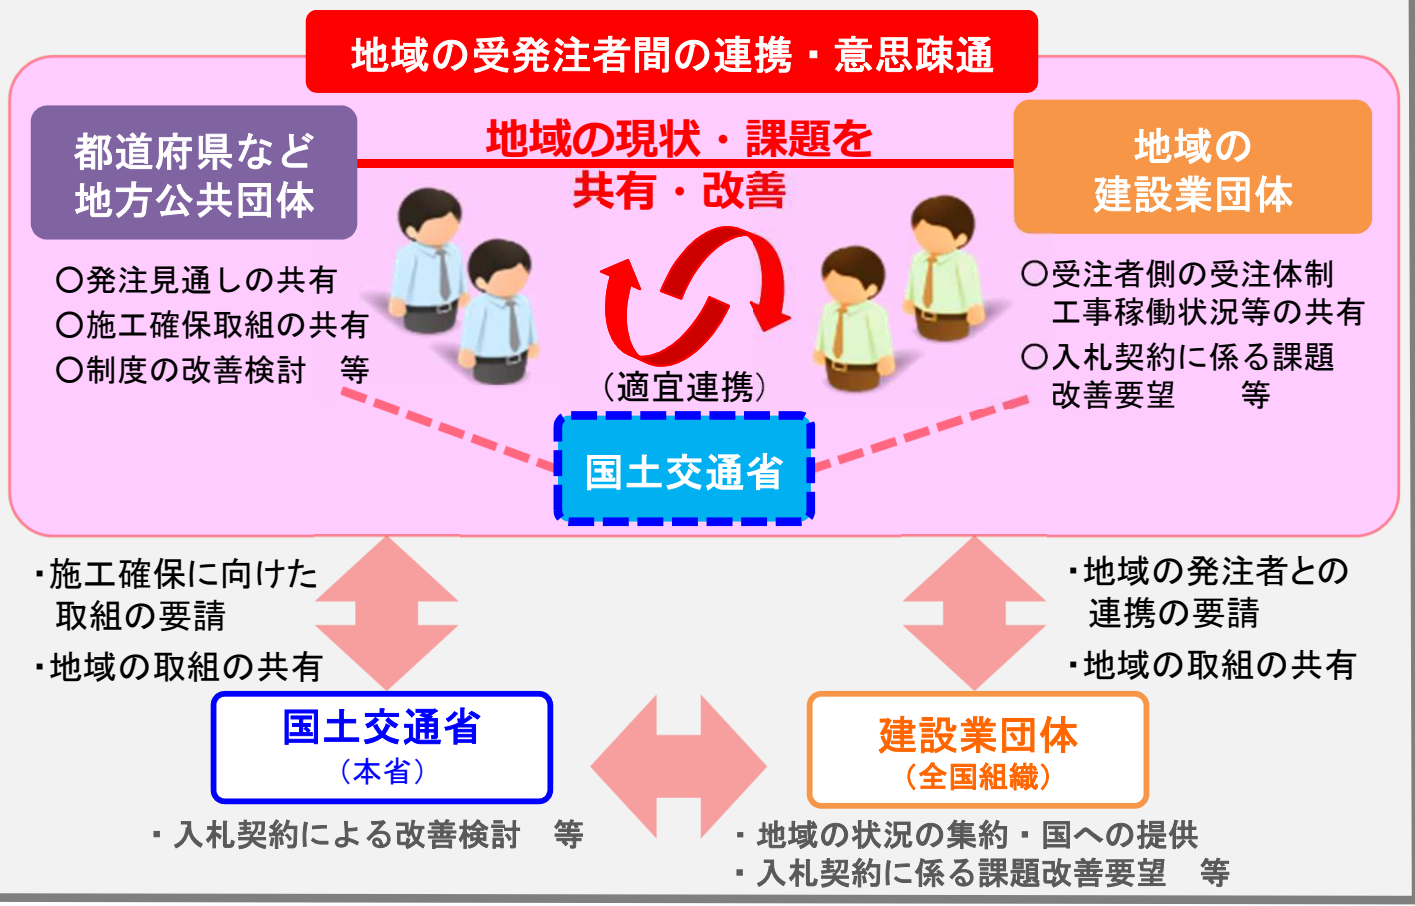 地域の受発注者間の連携・意思疎通
都道府県など
地方公共団体
地域の現状・課題を
共有・改善
地域の
建設業団体
〇発注見通しの共有
〇施工確保取組の共有
〇制度の改善検討　等
〇受注者側の受注体制
工事稼働状況等の共有
〇入札契約に係る課題
改善要望　　等
（適宜連携）
国土交通省
・施工確保に向けた
取組の要請
・地域の取組の共有
・地域の発注者との
連携の要請
・地域の取組の共有
国土交通省
（本省）
建設業団体
（全国組織）
・入札契約による改善検討　等
・地域の状況の集約・国への提供
・入札契約に係る課題改善要望　等